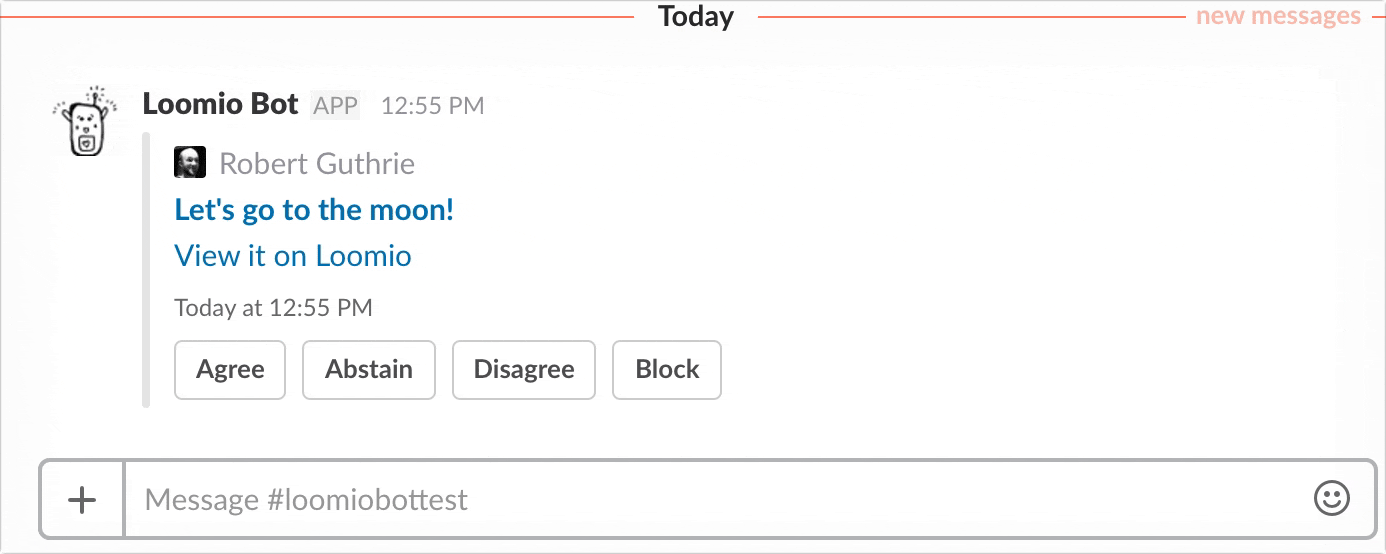 Today
new messages
Loomio Bot APP 12:55 PM
Robert Guthrie
Let's go to the moon!
View it on Loomio
Today at 12:55 PM
Agree Abstain Disagree Block
Message #loomiobottest